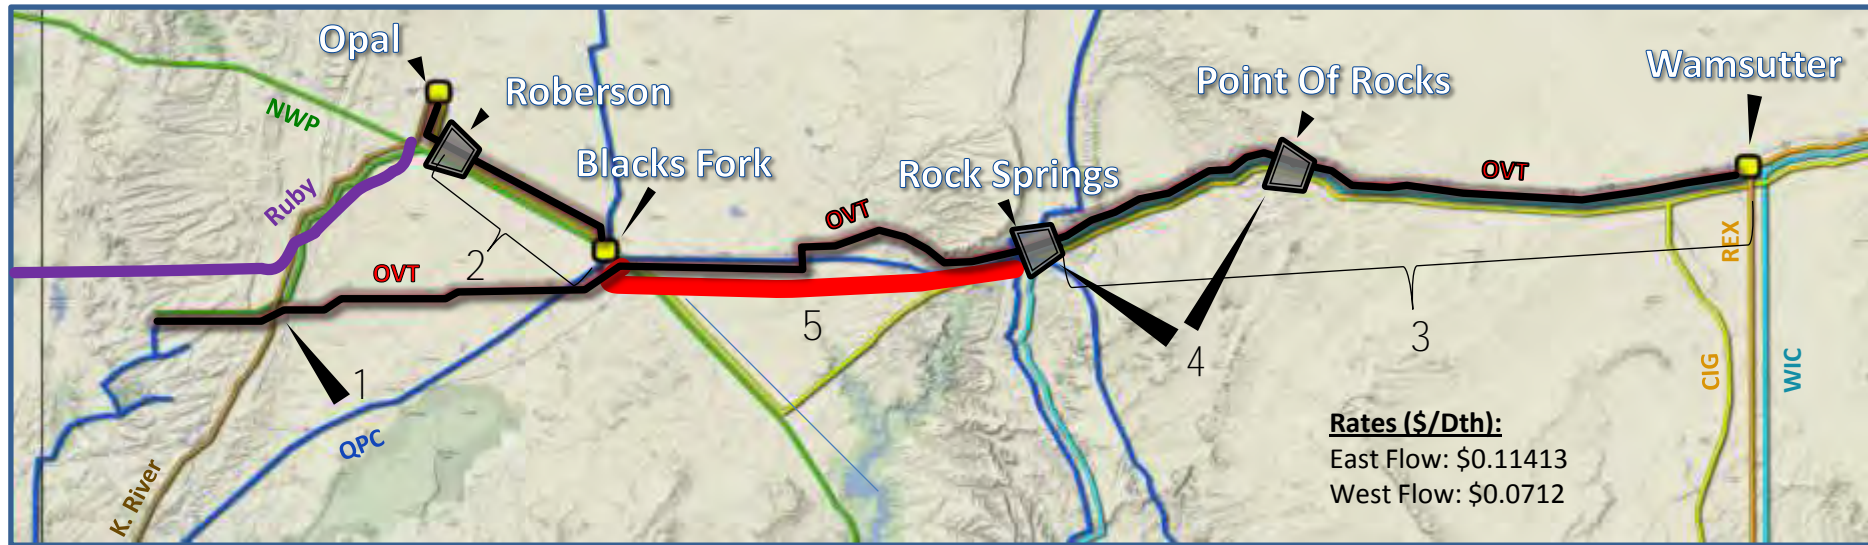 Opal
Roberson
Point Of Rocks
Wamsutter
NWP
Blacks Fork
Rock Springs
OVT
Ruby
OVT
REX
OVT
2
5
3
4
1
CIG
WIC
QPC
K. River
Rates ($/Dth):
East Flow: $0.11413
West Flow: $0.0712